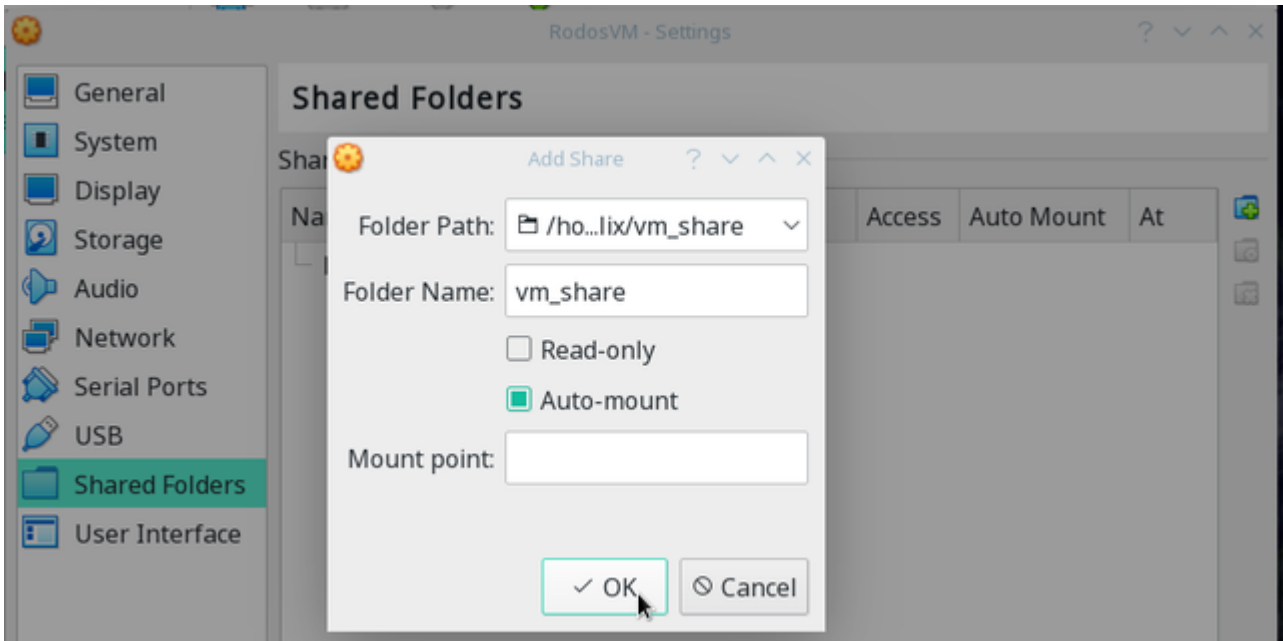 RodosVM - Settings
General
System
Display
Storage
Audio
Network
Serial Ports
USB
Shared Folders
User Interface
Shared Folders
Access
Auto Mount
At
Add Share
Folder Path: /ho...lix/vm_share
Folder Name: vm_share
Read-only
Auto-mount
Mount point:
OK
Cancel